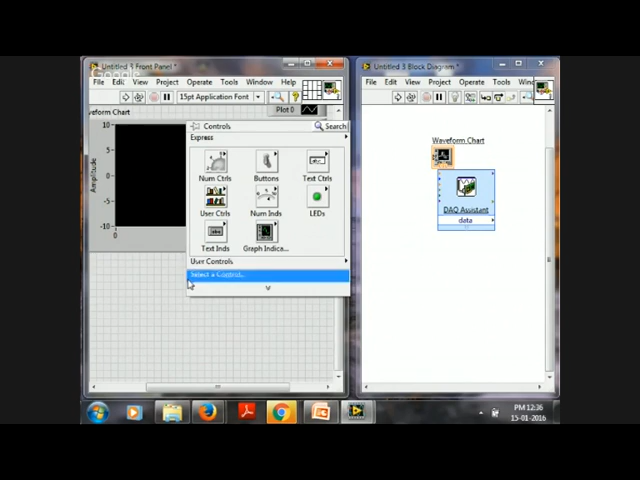 Untitled 3 Front Panel *
File Edit View Project Operate Tools Window Help
15pt Application Font
Google
eform Chart
Plot 0
Amplitude
10
5
0
-5
-10
0
Controls
Search
Express
Num Ctrls Buttons Text Ctrls
User Ctrls Num Inds LEDs
Text Inds Graph Indica...
User Controls
Select a Control...
Untitled 3 Block Diagram *
File Edit View Project Operate Tools Windo
Waveform Chart
DAQ Assistant
data
PM 12:36
15-01-2016